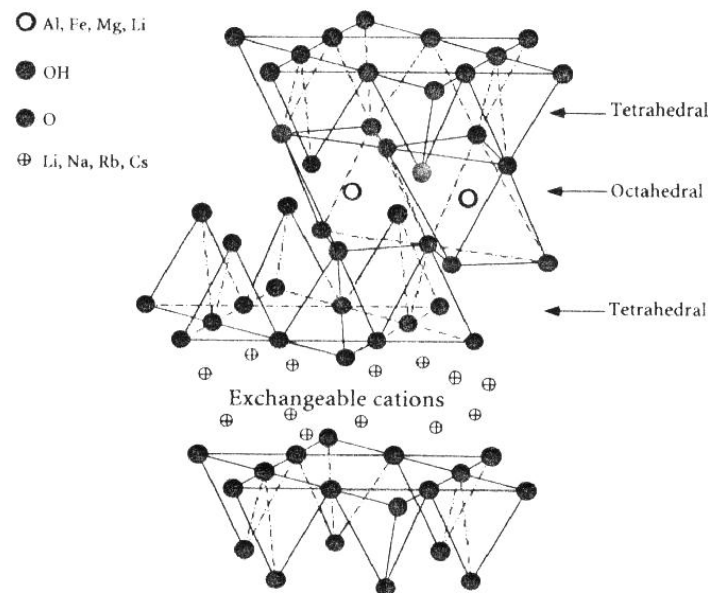 Al, Fe, Mg, Li
OH
O
Li, Na, Rb, Cs
Tetrahedral
Octahedral
Tetrahedral
Exchangeable cations